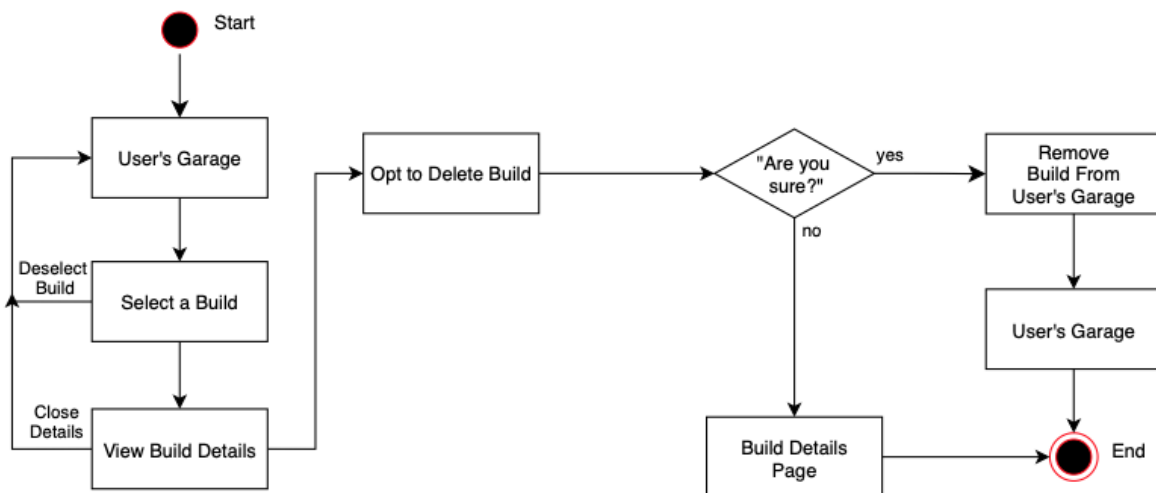 Start
User's Garage
Deselect
Build
Select a Build
Close
Details
View Build Details
Opt to Delete Build
"Are you
sure?"
yes
no
Remove
Build From
User's Garage
User's Garage
Build Details
Page
End